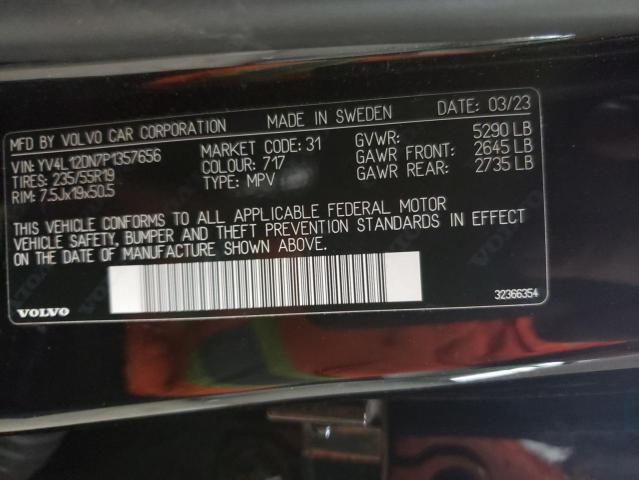 MFD BY VOLVO CAR CORPORATION MADE IN SWEDEN DATE: 03/23
VIN: YV4L12DN7P1357656 MARKET CODE: 31 GVWR: 5290 LB
TIRES: 235/55R19 COLOUR: 717 GAWR FRONT: 2645 LB
RIM: 7.5Jx19x50.5 TYPE: MPV GAWR REAR: 2735 LB
THIS VEHICLE CONFORMS TO ALL APPLICABLE FEDERAL MOTOR
VEHICLE SAFETY, BUMPER AND THEFT PREVENTION STANDARDS IN EFFECT
ON THE DATE OF MANUFACTURE SHOWN ABOVE.
VOLVO 32366354